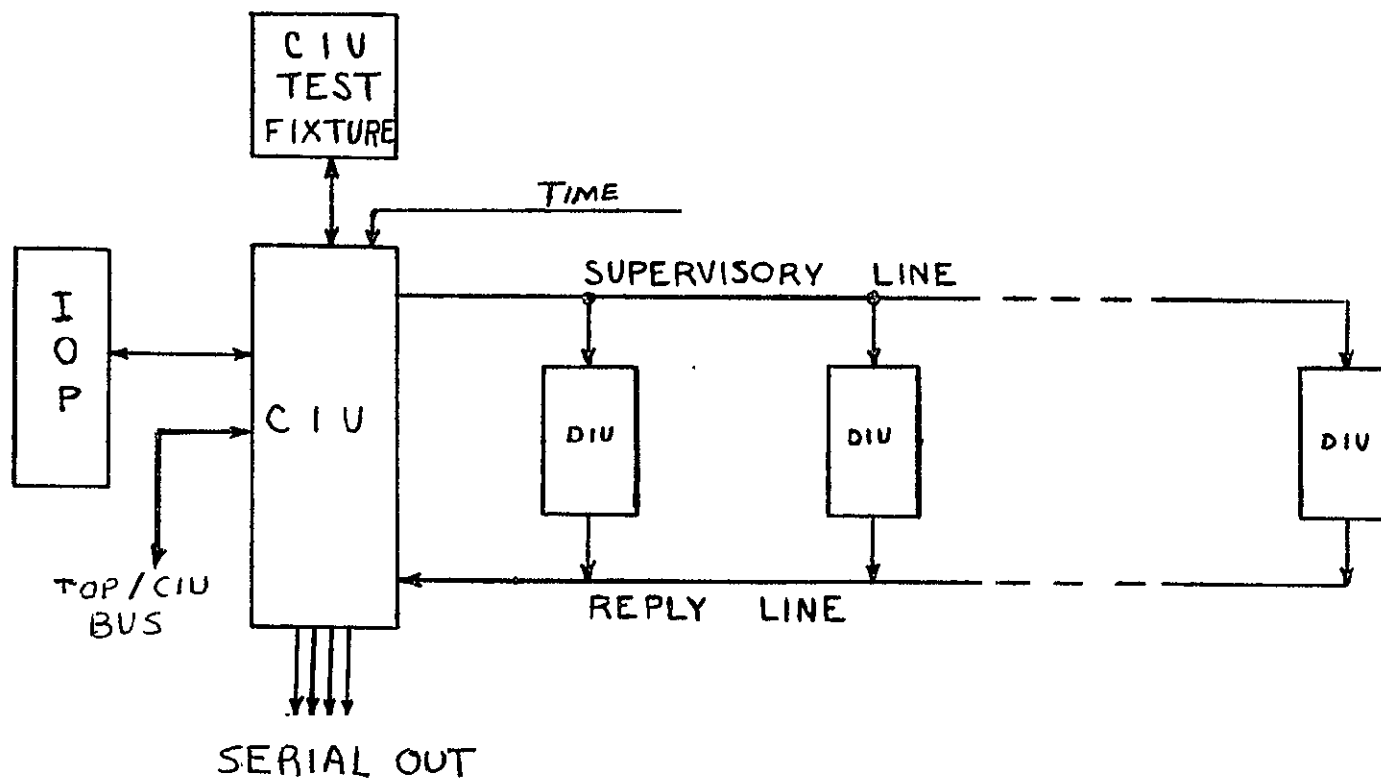 CIU
TEST
FIXTURE
TIME
SUPERVISORY LINE
I
O
P
CIU
DIU
DIU
DIU
TOP/CIU
BUS
REPLY LINE
SERIAL OUT